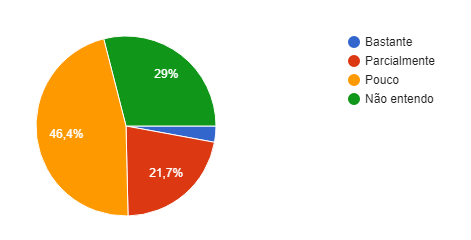 Bastante
Parcialmente
Pouco
Não entendo
29%
46,4%
21,7%